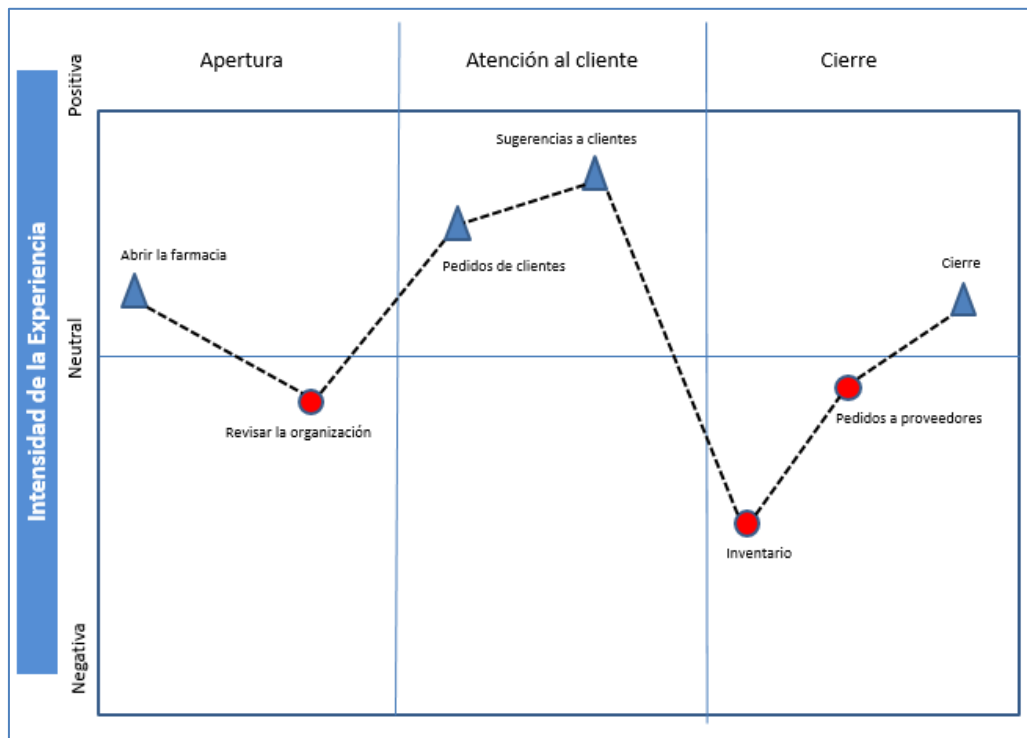 Apertura
Atención al cliente
Cierre
Positiva
Neutral
Negativa
Intensidad de la Experiencia
Abrir la farmacia
Revisar la organización
Pedidos de clientes
Sugerencias a clientes
Inventario
Pedidos a proveedores
Cierre